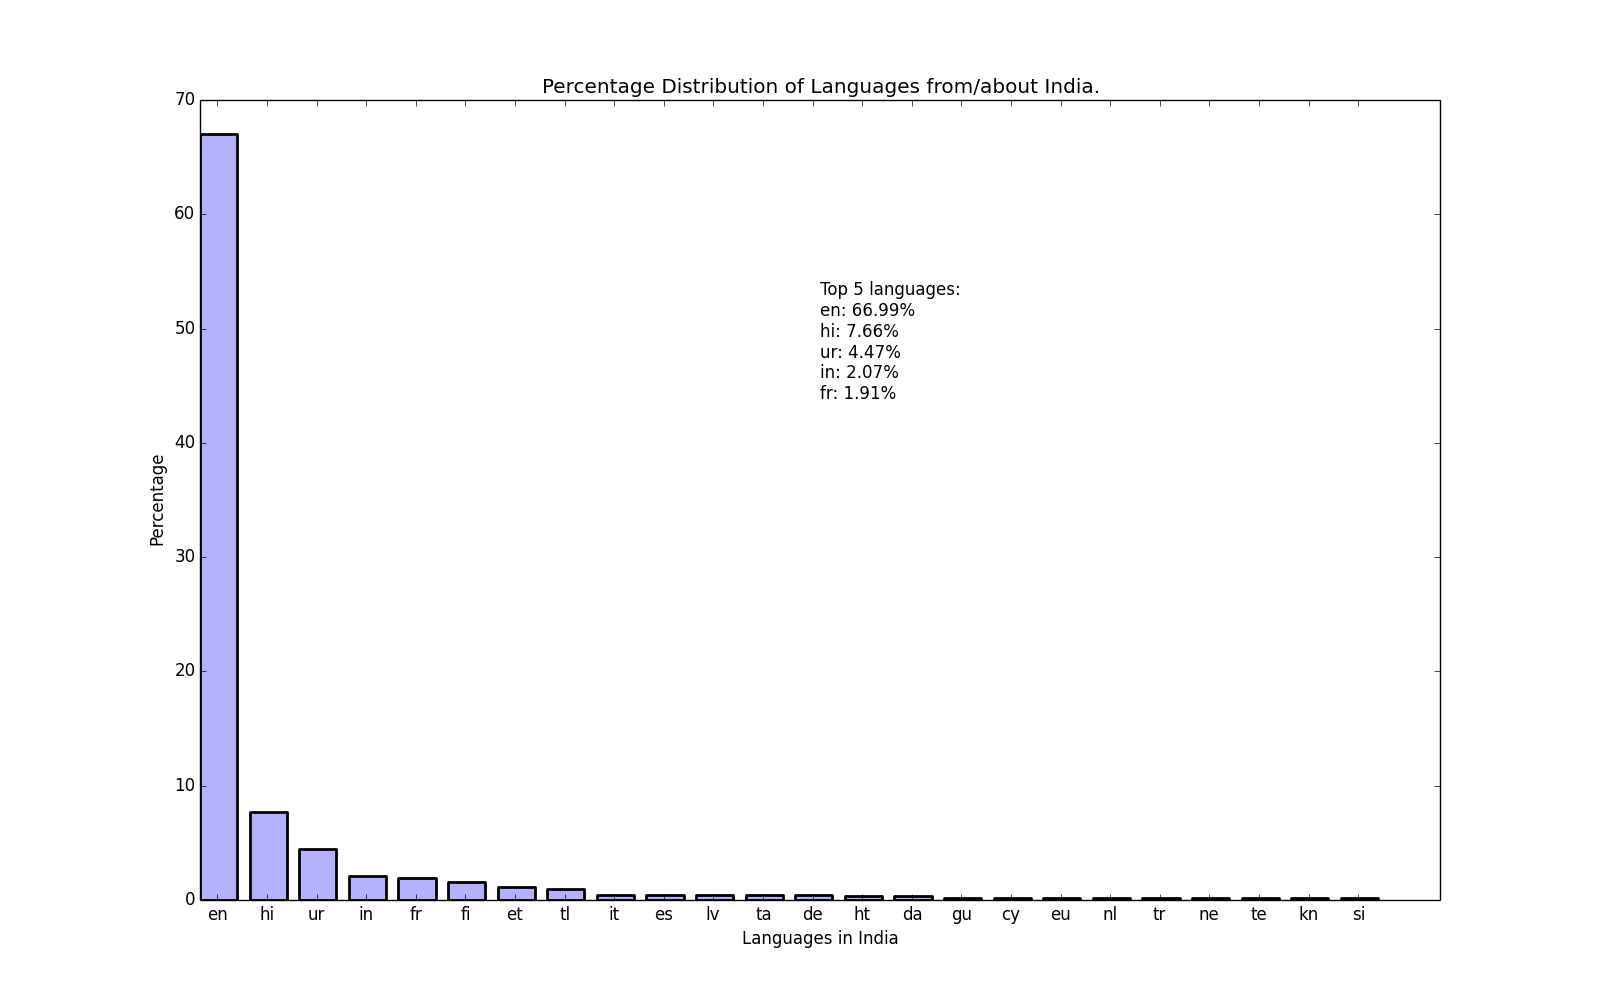 Percentage Distribution of Languages from/about India.
70
60
50
40
30
20
10
0
Percentage
Top 5 languages:
en: 66.99%
hi: 7.66%
ur: 4.47%
in: 2.07%
fr: 1.91%
en hi ur in fr fi et tl it es lv ta de ht da gu cy eu nl tr ne te kn si
Languages in India